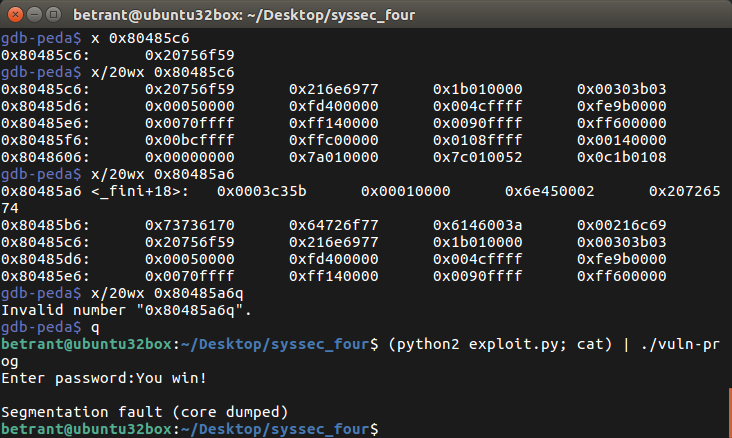 betrant@ubuntu32box: ~/Desktop/syssec_four
gdb-peda$ x 0x80485c6
0x80485c6:      0x20756f59
gdb-peda$ x/20wx 0x80485c6
0x80485c6:      0x20756f59      0x216e6977      0x1b010000      0x00303b03
0x80485d6:      0x00050000      0xfd400000      0x004cffff      0xfe9b0000
0x80485e6:      0x0070ffff      0xff140000      0x0090ffff      0xff600000
0x80485f6:      0x00bcffff      0xffc00000      0x0108ffff      0x00140000
0x8048606:      0x00000000      0x7a010000      0x7c010052      0x0c1b0108
gdb-peda$ x/20wx 0x80485a6
0x80485a6 <_fini+18>:   0x0003c35b      0x00010000      0x6e450002      0x207265
74
0x80485b6:      0x73736170      0x64726f77      0x6146003a      0x00216c69
0x80485c6:      0x20756f59      0x216e6977      0x1b010000      0x00303b03
0x80485d6:      0x00050000      0xfd400000      0x004cffff      0xfe9b0000
0x80485e6:      0x0070ffff      0xff140000      0x0090ffff      0xff600000
gdb-peda$ x/20wx 0x80485a6q
Invalid number "0x80485a6q".
gdb-peda$ q
betrant@ubuntu32box:~/Desktop/syssec_four$ (python2 exploit.py; cat) | ./vuln-pr
og
Enter password:You win!

Segmentation fault (core dumped)
betrant@ubuntu32box:~/Desktop/syssec_four$